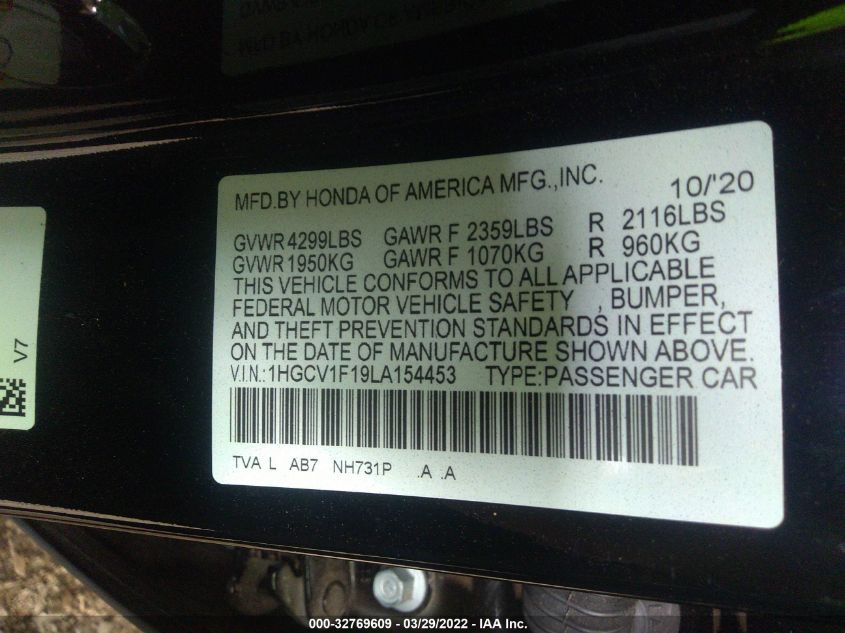 MFD.BY HONDA OF AMERICA MFG.,INC. 10/'20
GVWR 4299LBS GAWR F 2359LBS R 2116LBS
GVWR 1950KG GAWR F 1070KG R 960KG
THIS VEHICLE CONFORMS TO ALL APPLICABLE
FEDERAL MOTOR VEHICLE SAFETY , BUMPER,
AND THEFT PREVENTION STANDARDS IN EFFECT
ON THE DATE OF MANUFACTURE SHOWN ABOVE.
V.I.N.:1HGCV1F19LA154453 TYPE:PASSENGER CAR
TVA L AB7 NH731P .A .A
V7
000-32769609 - 03/29/2022 - IAA Inc.